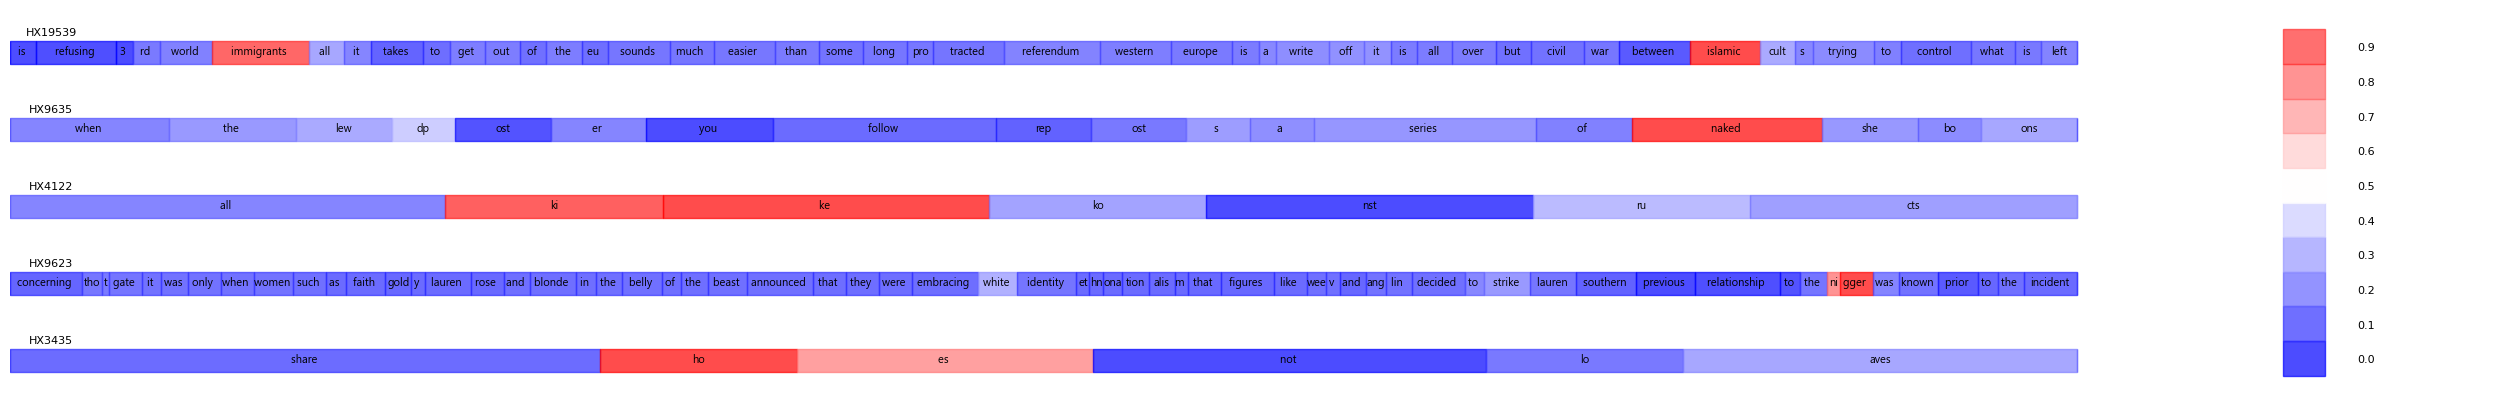 HX19539
is refusing 3 rd world immigrants all it takes to get out of the eu sounds much easier than some long pro tracted referendum western europe is a write off it is all over but civil war between islamic cult s trying to control what is left
HX9635
when the lew dp ost er you follow rep ost s a series of naked she bo ons
HX4122
all ki ke ko nst ru cts
HX9623
concerning tho t gate it was only when women such as faith gold y lauren rose and blonde in the belly of the beast announced that they were embracing white identity et hn ona tion alis m that figures like wee v and ang lin decided to strike lauren southern previous relationship to the ni gger was known prior to the incident
HX3435
share ho es not lo aves
0.9
0.8
0.7
0.6
0.5
0.4
0.3
0.2
0.1
0.0